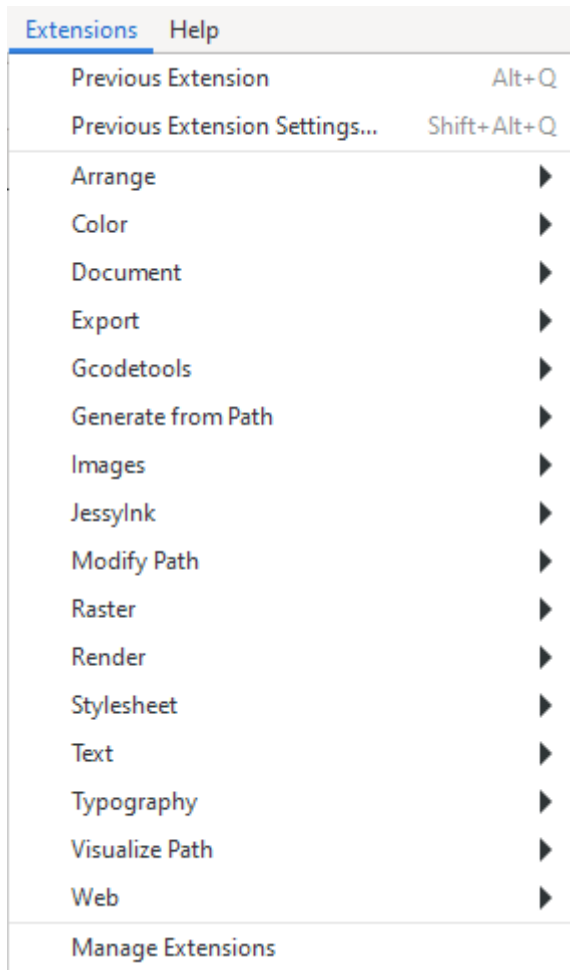 Extensions Help
Previous Extension Alt+Q
Previous Extension Settings... Shift+Alt+Q
Arrange
Color
Document
Export
Gcodetools
Generate from Path
Images
JessyInk
Modify Path
Raster
Render
Stylesheet
Text
Typography
Visualize Path
Web
Manage Extensions